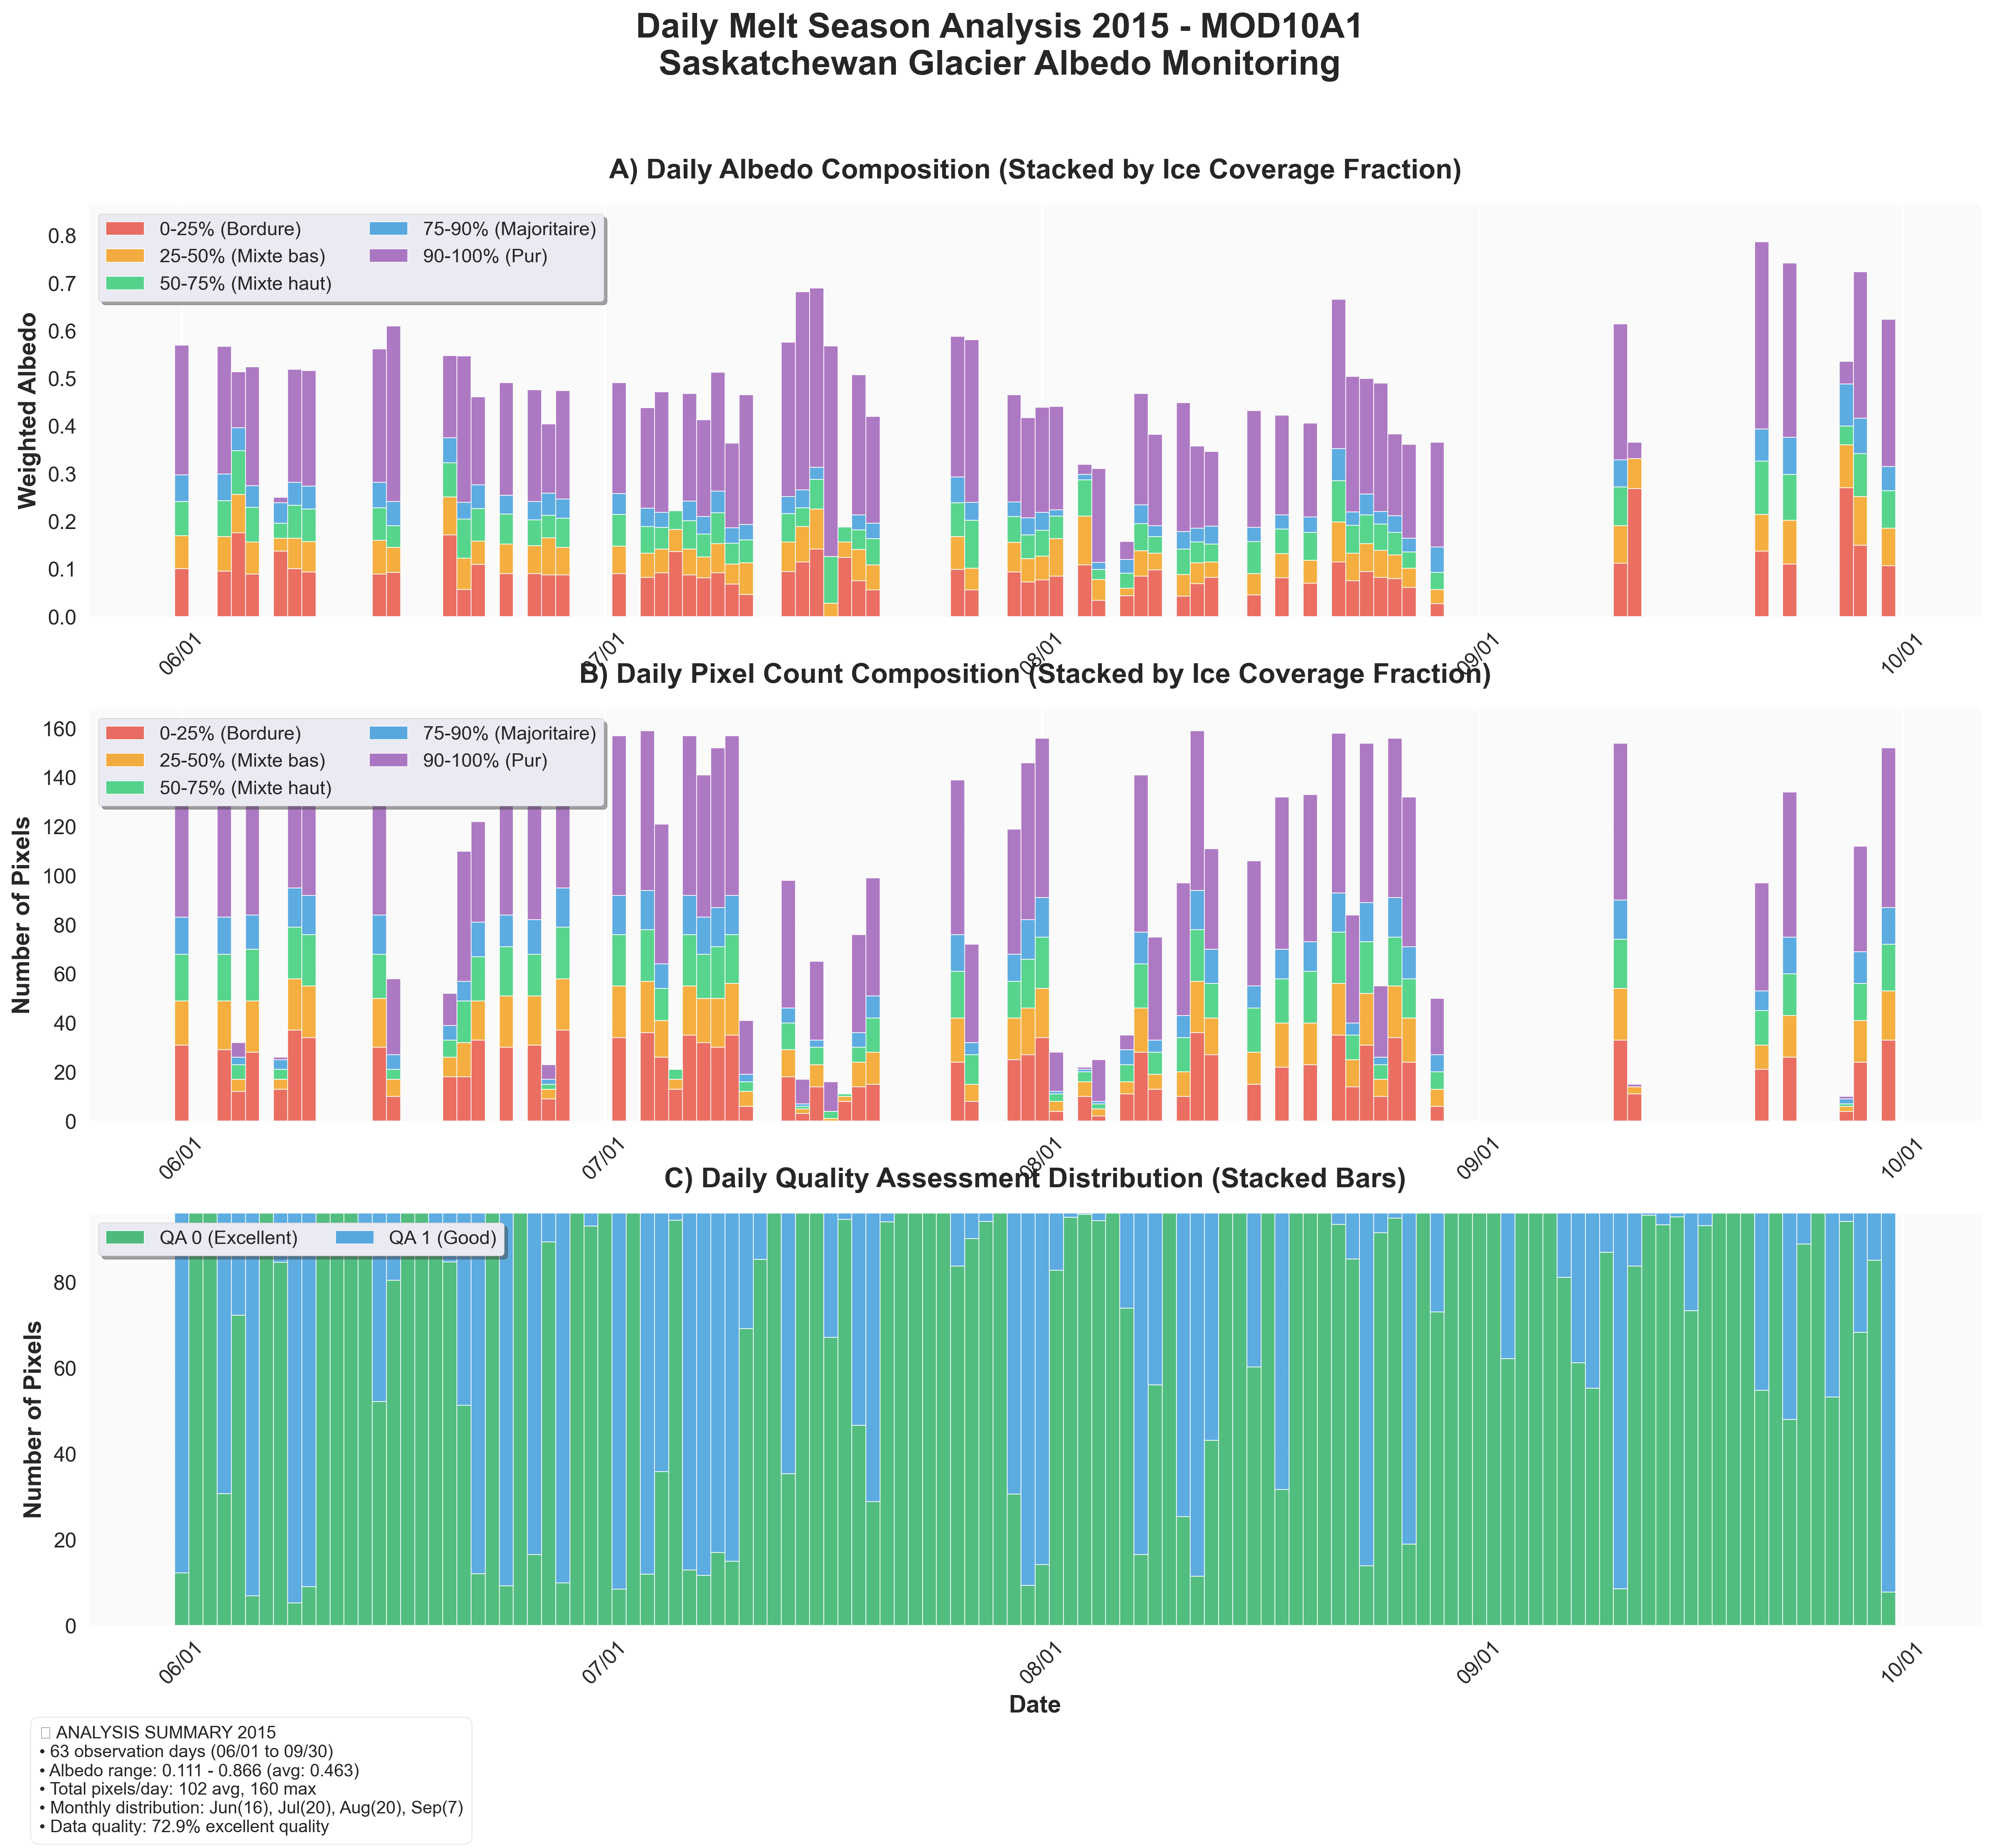 Daily Melt Season Analysis 2015 - MOD10A1
Saskatchewan Glacier Albedo Monitoring
A) Daily Albedo Composition (Stacked by Ice Coverage Fraction)
0-25% (Bordure)
25-50% (Mixte bas)
50-75% (Mixte haut)
75-90% (Majoritaire)
90-100% (Pur)
Weighted Albedo
0.8
0.7
0.6
0.5
0.4
0.3
0.2
0.1
0.0
06/01
07/01
08/01
09/01
10/01
B) Daily Pixel Count Composition (Stacked by Ice Coverage Fraction)
0-25% (Bordure)
25-50% (Mixte bas)
50-75% (Mixte haut)
75-90% (Majoritaire)
90-100% (Pur)
Number of Pixels
160
140
120
100
80
60
40
20
0
06/01
07/01
08/01
09/01
10/01
C) Daily Quality Assessment Distribution (Stacked Bars)
QA 0 (Excellent)
QA 1 (Good)
Number of Pixels
80
60
40
20
0
06/01
07/01
08/01
09/01
10/01
Date
ANALYSIS SUMMARY 2015
• 63 observation days (06/01 to 09/30)
• Albedo range: 0.111 - 0.866 (avg: 0.463)
• Total pixels/day: 102 avg, 160 max
• Monthly distribution: Jun(16), Jul(20), Aug(20), Sep(7)
• Data quality: 72.9% excellent quality